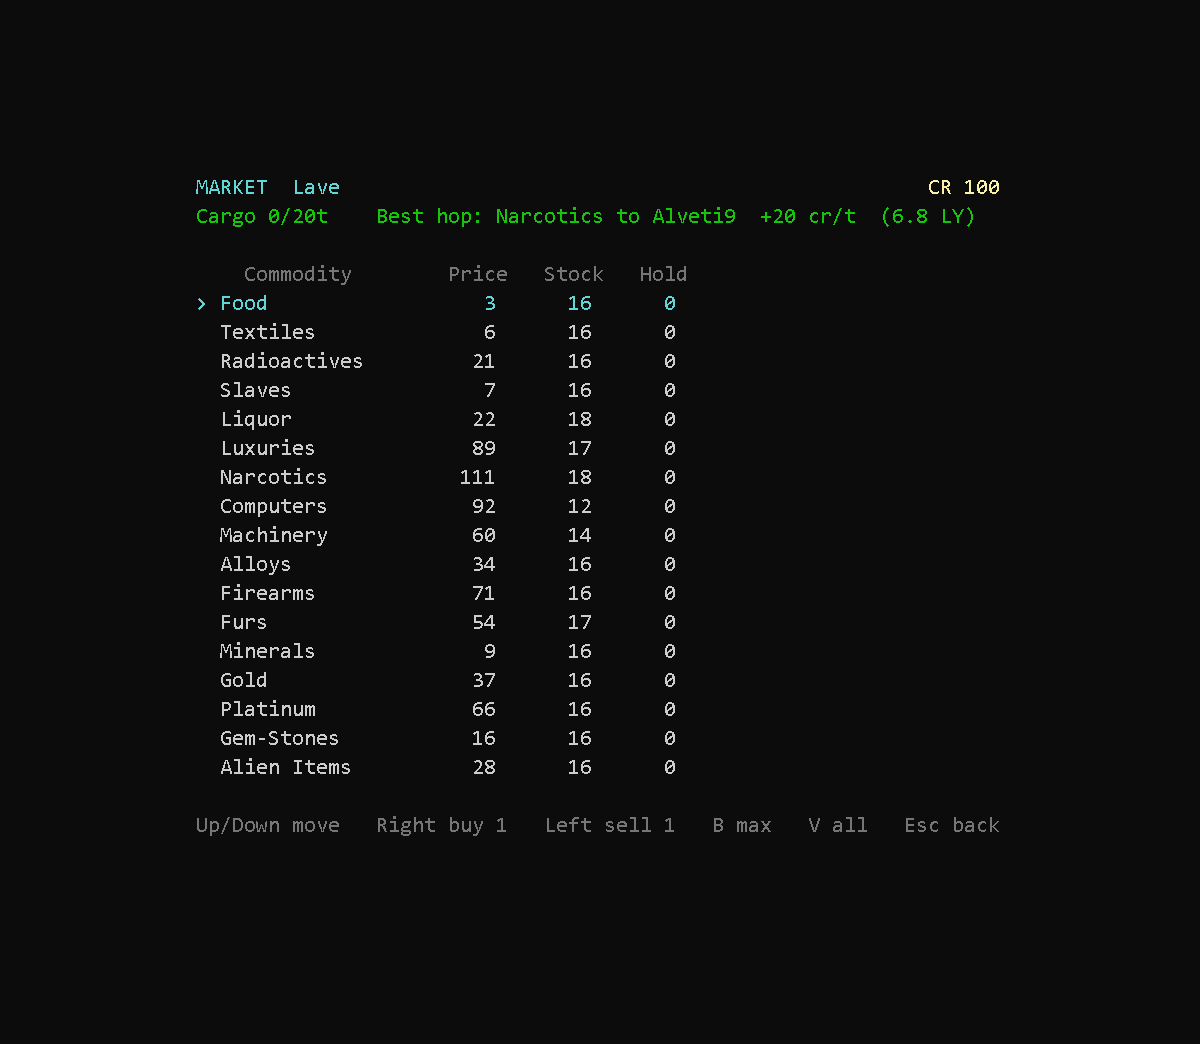 MARKET  Lave  CR 100
Cargo 0/20t  Best hop: Narcotics to Alveti9  +20 cr/t  (6.8 LY)
Commodity  Price  Stock  Hold
> Food  3  16  0
Textiles  6  16  0
Radioactives  21  16  0
Slaves  7  16  0
Liquor  22  18  0
Luxuries  89  17  0
Narcotics  111  18  0
Computers  92  12  0
Machinery  60  14  0
Alloys  34  16  0
Firearms  71  16  0
Furs  54  17  0
Minerals  9  16  0
Gold  37  16  0
Platinum  66  16  0
Gem-Stones  16  16  0
Alien Items  28  16  0
Up/Down move  Right buy 1  Left sell 1  B max  V all  Esc back